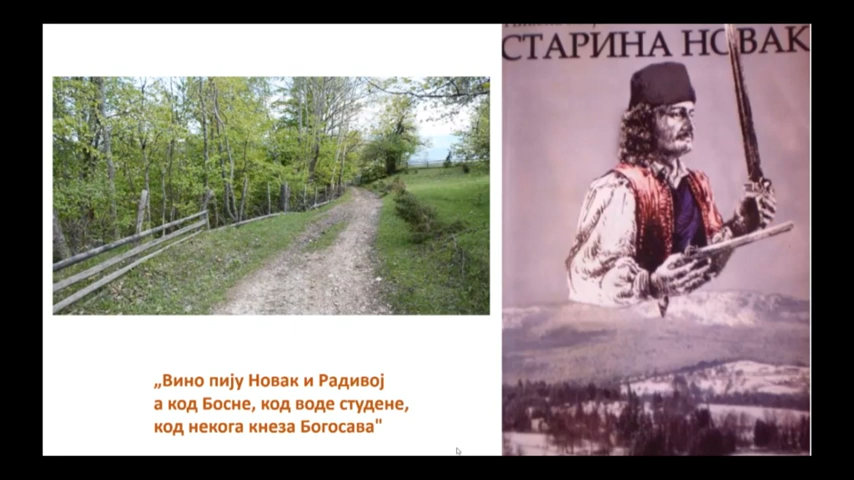 СТАРИНА НОВАК
„Вино пију Новак и Радивој
а код Босне, код воде студене,
код некога кнеза Богосава"